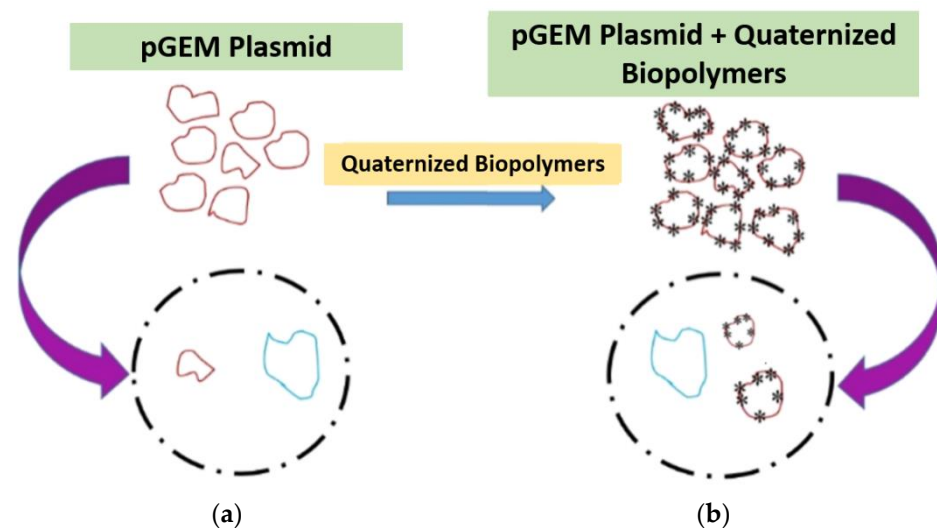 pGEM Plasmid
pGEM Plasmid + Quaternized
Biopolymers
Quaternized Biopolymers
(a)
(b)